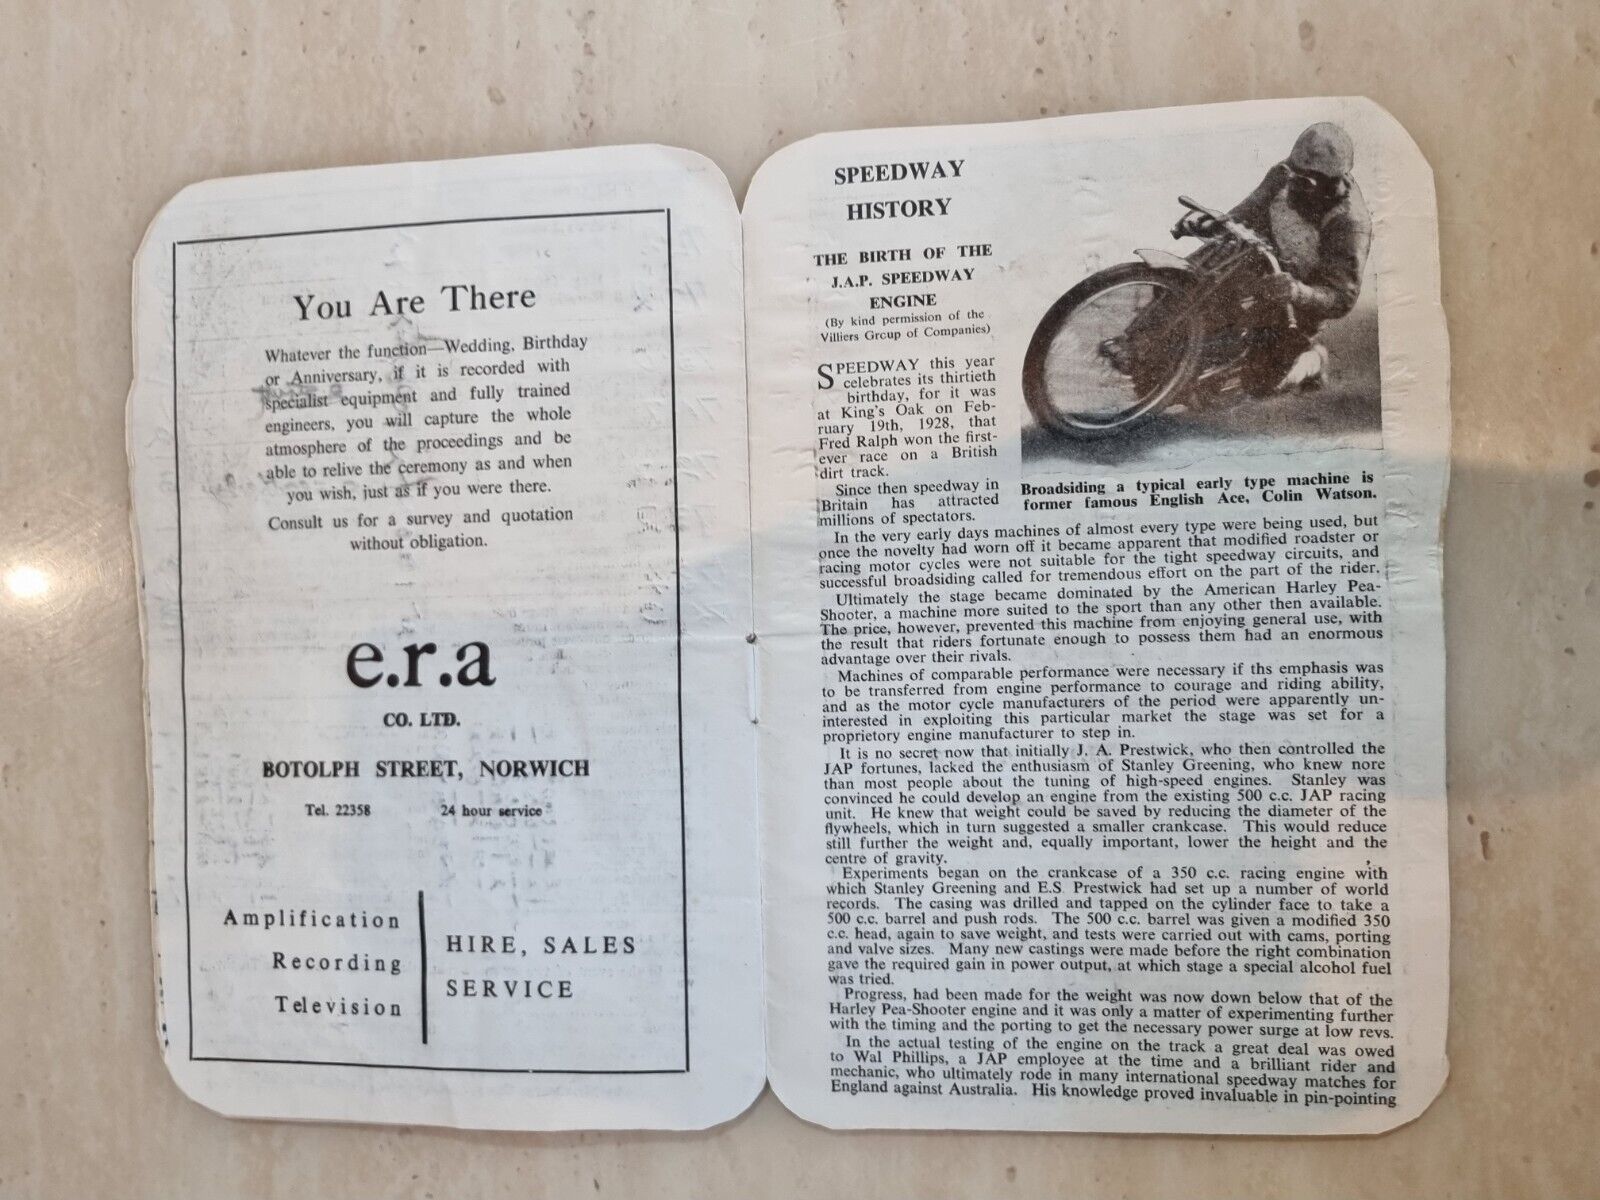 You Are There
Whatever the function—Wedding, Birthday
or Anniversary, if it is recorded with
specialist equipment and fully trained
engineers, you will capture the whole
atmosphere of the proceedings and be
able to relive the ceremony as and when
you wish, just as if you were there.
Consult us for a survey and quotation
without obligation.
e.r.a
CO. LTD.
BOTOLPH STREET, NORWICH
Tel. 22358 24 hour service
Amplification
Recording
Television
HIRE, SALES
SERVICE
SPEEDWAY
HISTORY
THE BIRTH OF THE
J.A.P. SPEEDWAY
ENGINE
(By kind permission of the
Villiers Group of Companies)
SPEEDWAY this year
celebrates its thirtieth
birthday, for it was
at King's Oak on Feb-
ruary 19th, 1928, that
Fred Ralph won the first-
ever race on a British
dirt track.
Since then speedway in
Britain has attracted
millions of spectators.
Broadsiding a typical early type machine is
former famous English Ace, Colin Watson.
In the very early days machines of almost every type were being used, but
once the novelty had worn off it became apparent that modified roadster or
racing motor cycles were not suitable for the tight speedway circuits, and
successful broadsiding called for tremendous effort on the part of the rider.
Ultimately the stage became dominated by the American Harley Pea-
Shooter, a machine more suited to the sport than any other then available.
The price, however, prevented this machine from enjoying general use, with
the result that riders fortunate enough to possess them had an enormous
advantage over their rivals.
Machines of comparable performance were necessary if ths emphasis was
to be transferred from engine performance to courage and riding ability,
and as the motor cycle manufacturers of the period were apparently un-
interested in exploiting this particular market the stage was set for a
proprietory engine manufacturer to step in.
It is no secret now that initially J. A. Prestwick, who then controlled the
JAP fortunes, lacked the enthusiasm of Stanley Greening, who knew nore
than most people about the tuning of high-speed engines. Stanley was
convinced he could develop an engine from the existing 500 c.c. JAP racing
unit. He knew that weight could be saved by reducing the diameter of the
flywheels, which in turn suggested a smaller crankcase. This would reduce
still further the weight and, equally important, lower the height and the
centre of gravity.
Experiments began on the crankcase of a 350 c.c. racing engine with
which Stanley Greening and E.S. Prestwick had set up a number of world
records. The casing was drilled and tapped on the cylinder face to take a
500 c.c. barrel and push rods. The 500 c.c. barrel was given a modified 350
c.c. head, again to save weight, and tests were carried out with cams, porting
and valve sizes. Many new castings were made before the right combination
gave the required gain in power output, at which stage a special alcohol fuel
was tried.
Progress, had been made for the weight was now down below that of the
Harley Pea-Shooter engine and it was only a matter of experimenting further
with the timing and the porting to get the necessary power surge at low revs.
In the actual testing of the engine on the track a great deal was owed
to Wal Phillips, a JAP employee at the time and a brilliant rider and
mechanic, who ultimately rode in many international speedway matches for
England against Australia. His knowledge proved invaluable in pin-pointing